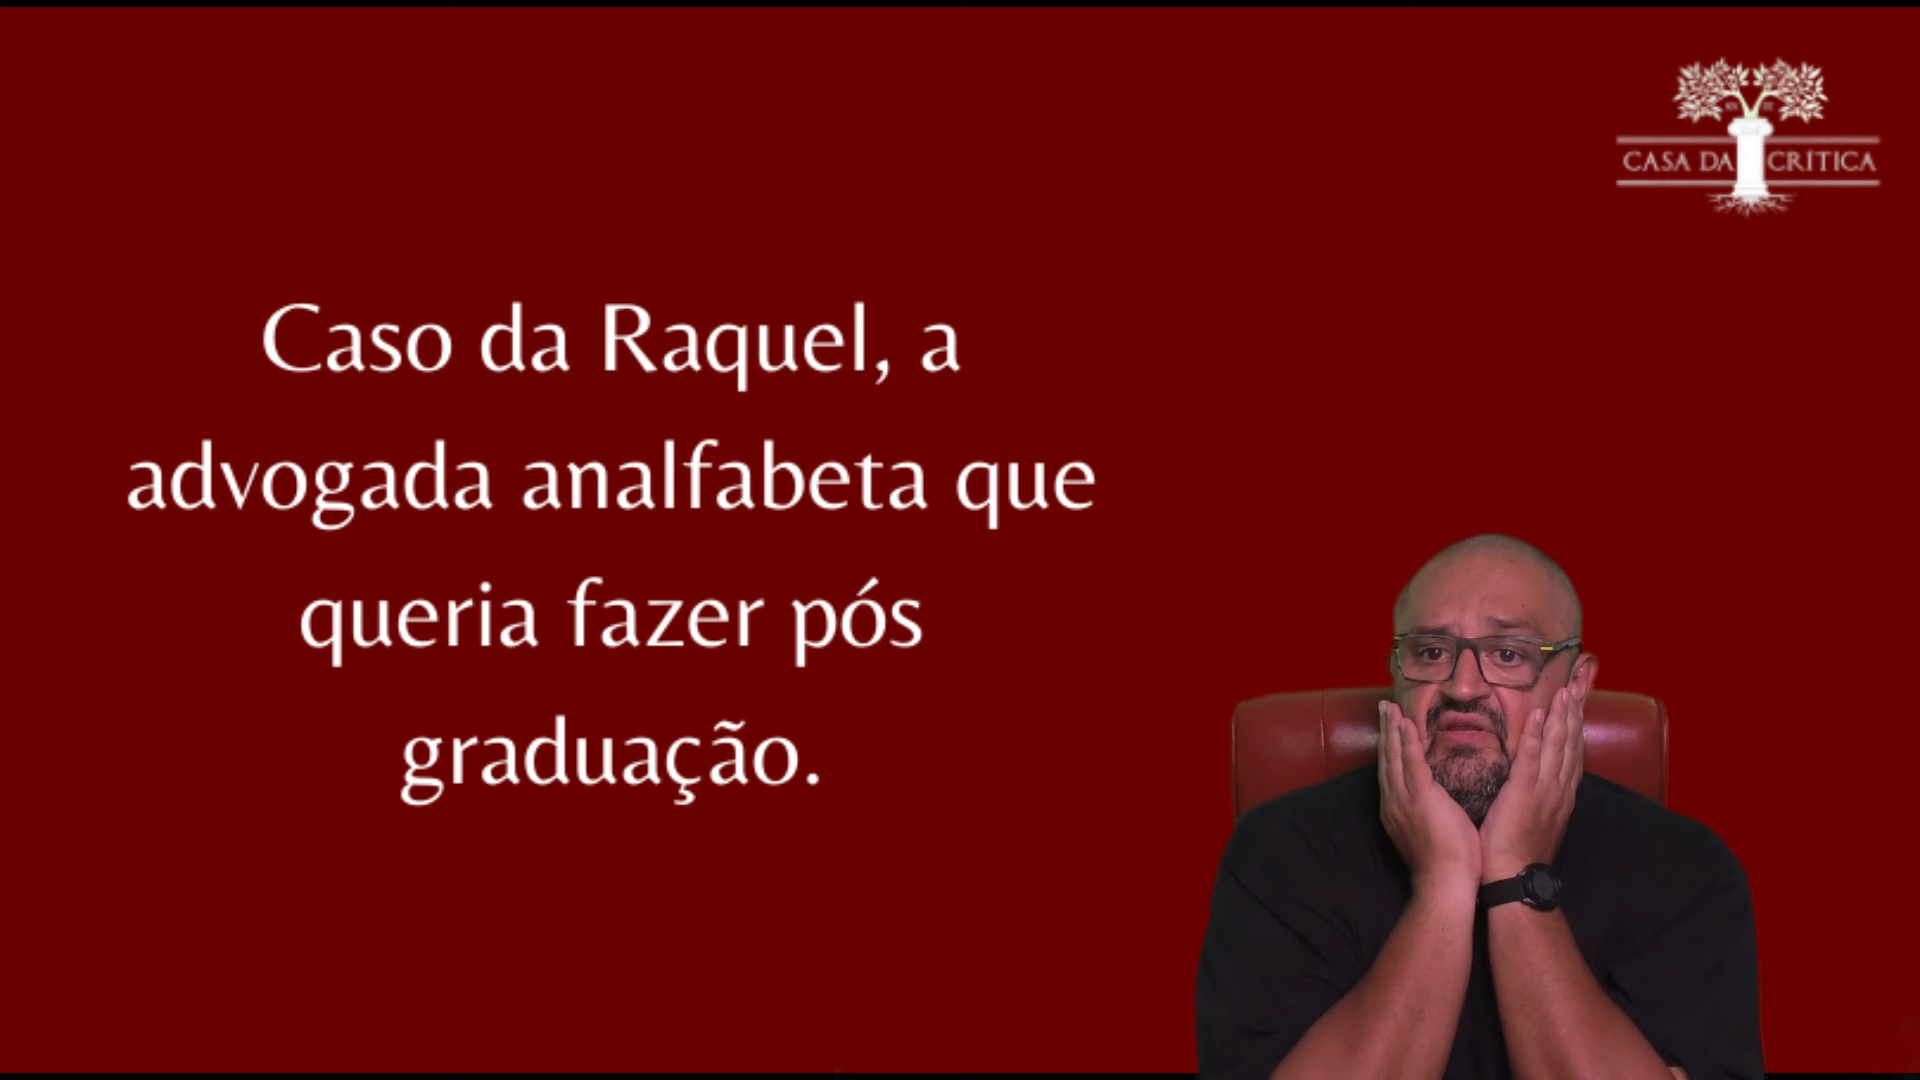 CASA DA CRÍTICA
Caso da Raquel, a
advogada analfabeta que
queria fazer pós
graduação.